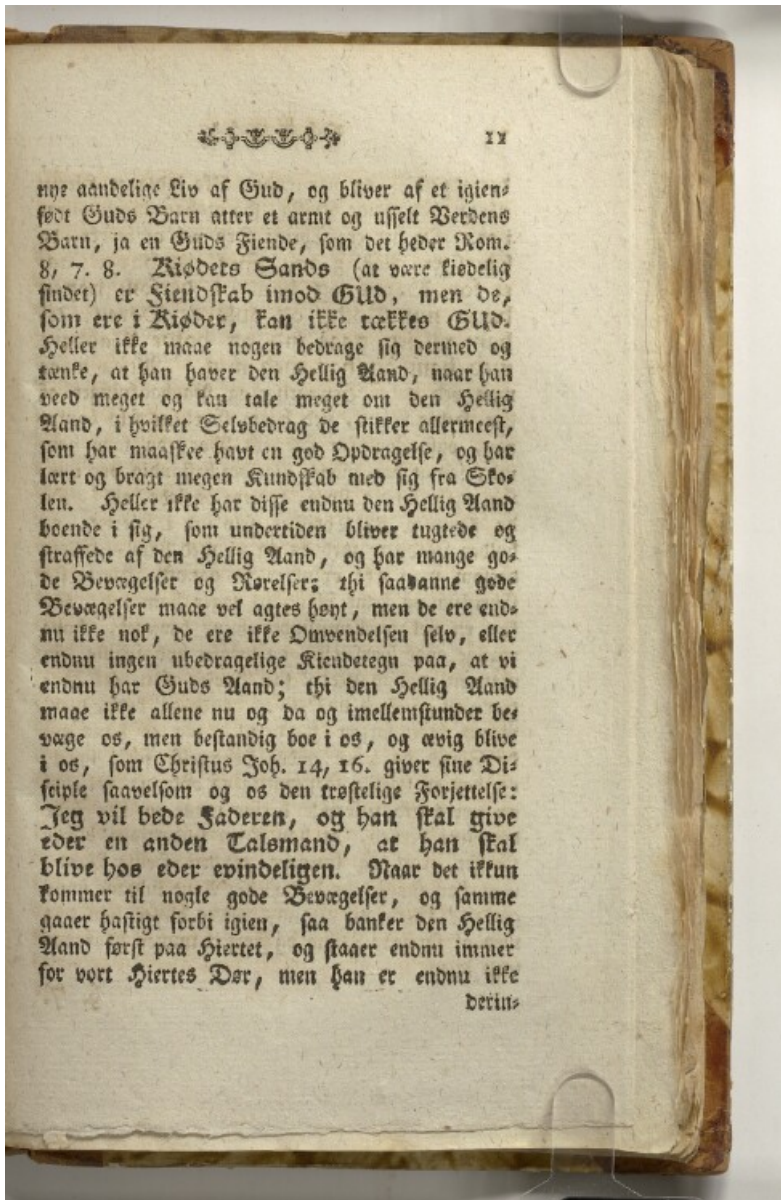 11
nye aandelige Liv af Gud, og bliver af et igien-
født Guds Barn atter et armt og usselt Verdens
Barn, ja en Guds Fiende, som det heder Rom.
8, 7. 8. Kiødets Sands (at være kiødelig
sindet) er Fiendskab imod GUd, men de,
som ere i Kiøder, kan ikke tækkes GUd.
Heller ikke maae nogen bedrage sig dermed og
tænke, at han haver den Hellig Aand, naar han
veed meget og kan tale meget om den Hellig
Aand, i hvilket Selvbedrag de stikker allermeest,
som har maaskee havt en god Opdragelse, og har
lært og bragt megen Kundskab med sig fra Sko-
len. Heller ikke har disse endnu den Hellig Aand
boende i sig, som undertiden bliver tugtede og
straffede af den Hellig Aand, og har mange go-
de Bevægelser og Rørelser; thi saadanne gode
Bevægelser maae vel agtes høyt, men de ere end-
nu ikke nok, de ere ikke Omvendelsen selv, eller
endnu ingen ubedragelige Kiendetegn paa, at vi
endnu har Guds Aand; thi den Hellig Aand
maae ikke allene nu og da og imellemstunder be-
væge os, men bestandig boe i os, og ævig blive
i os, som Christus Joh. 14, 16. giver sine Di-
sciple saavelsom og os den trøstelige Forjettelse:
Jeg vil bede Faderen, og han skal give
eder en anden Talsmand, at han skal
blive hos eder evindeligen. Naar det ikkun
kommer til nogle gode Bevægelser, og samme
gaaer hastigt forbi igien, saa banker den Hellig
Aand først paa Hiertet, og staaer endnu immer
for vort Hiertes Dør, men han er endnu ikke
derin-